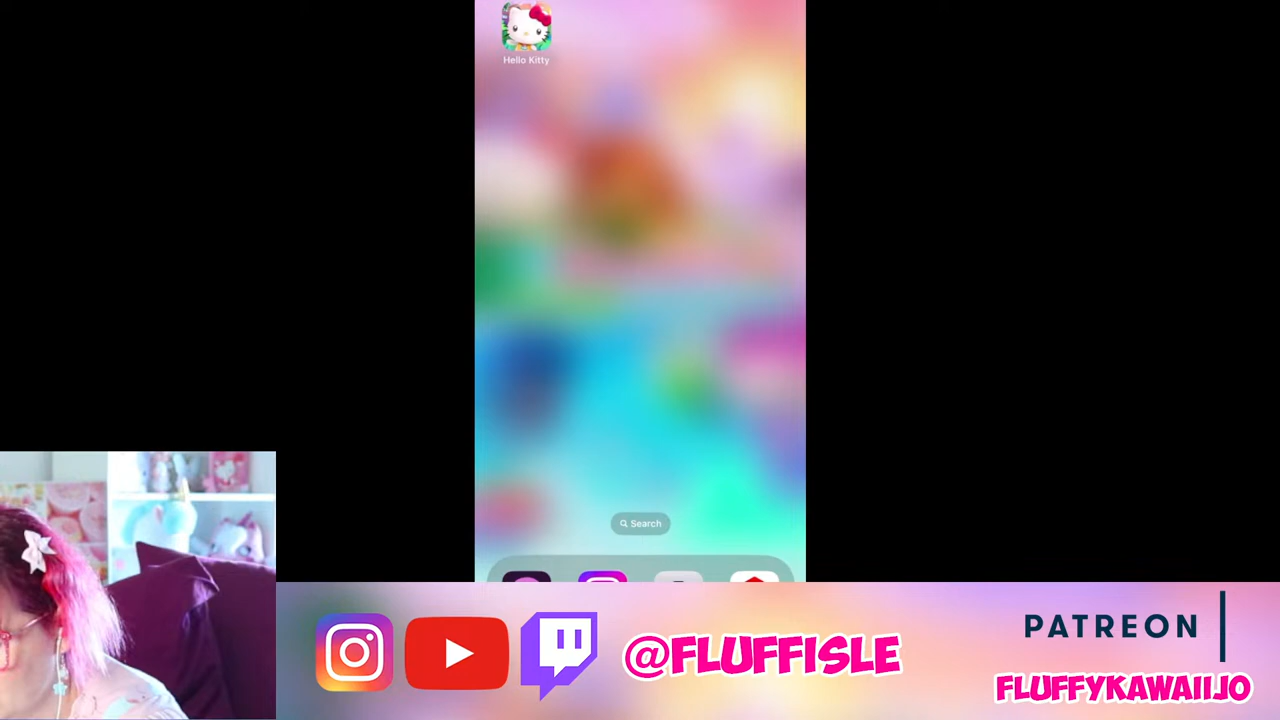 Hello Kitty
Search
@FLUFFISLE
PATREON
FLUFFYKAWAIIJO